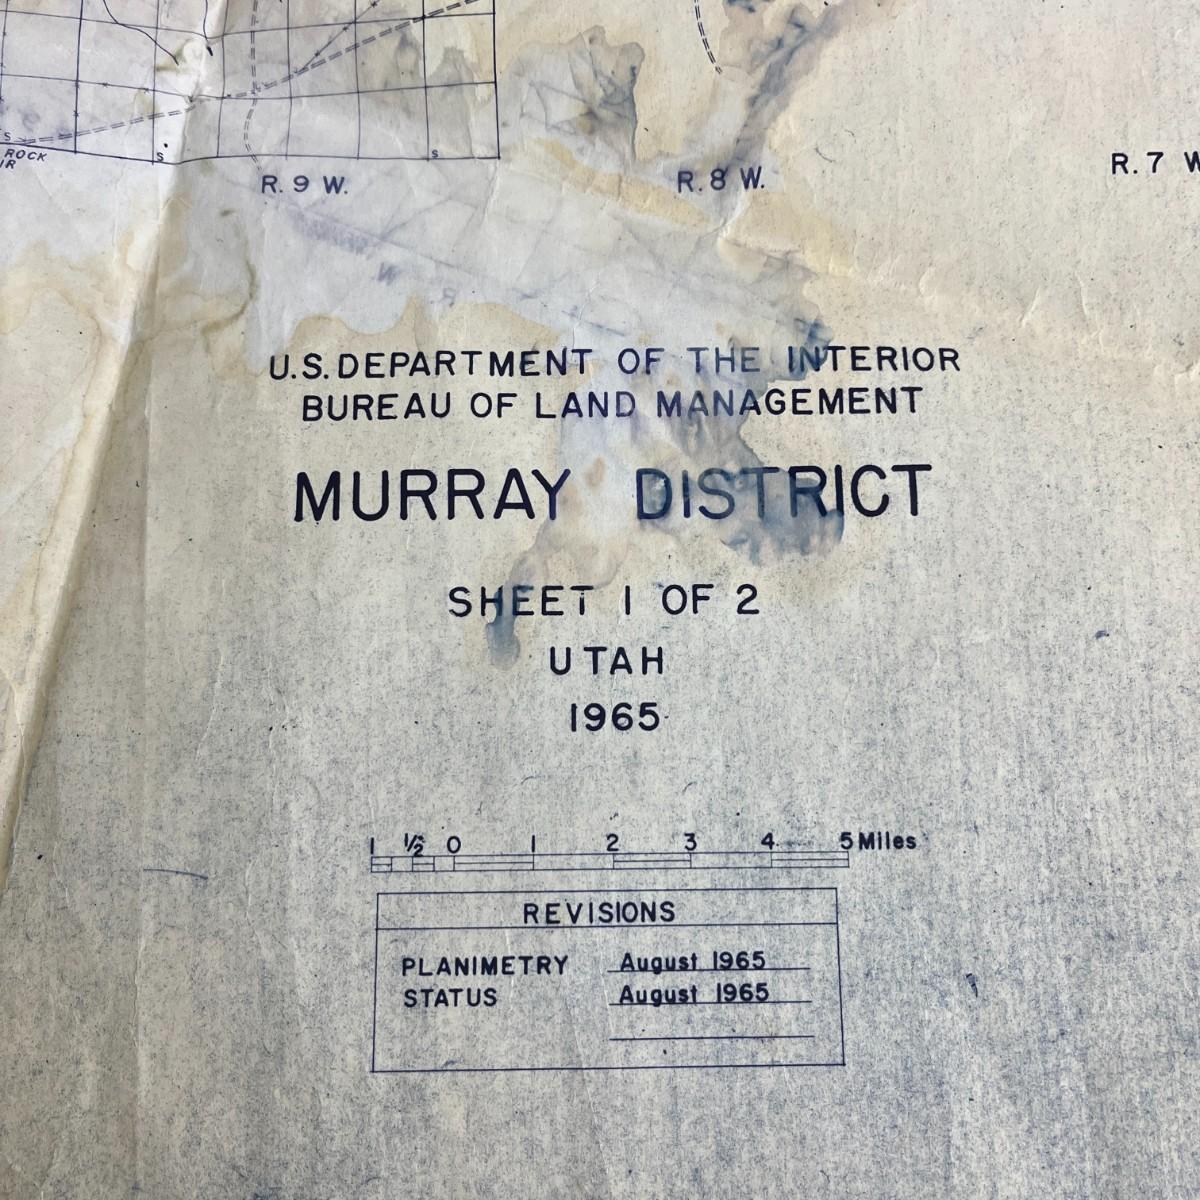 S
ROCK
IR
S
S
R. 9 W.
R. 8 W.
R. 7 W
U.S. DEPARTMENT OF THE INTERIOR
BUREAU OF LAND MANAGEMENT
MURRAY DISTRICT
SHEET 1 OF 2
UTAH
1965
1 ½ 0 1 2 3 4 5 Miles
REVISIONS
PLANIMETRY August 1965
STATUS August 1965